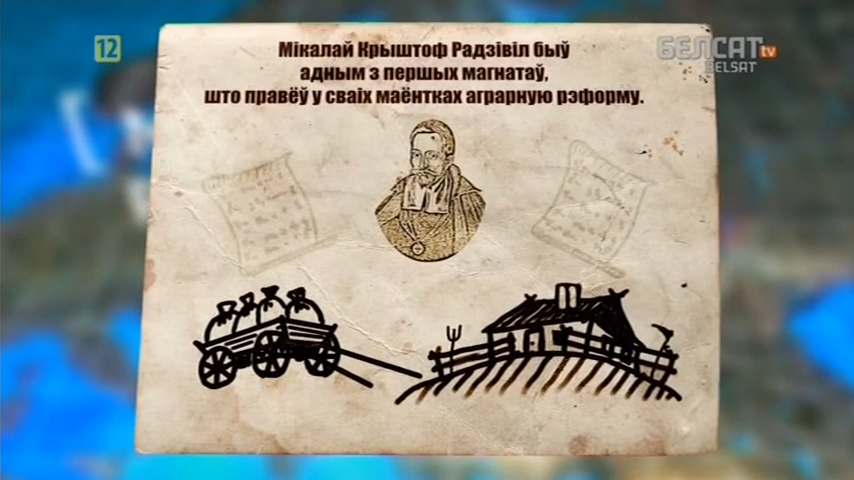 12
Мікалай Крыштоф Радзівіл быў
адным з першых магнатаў,
што правёў у сваіх маёнтках аграрную рэформу.
БЕЛСАТ tv
BELSAT